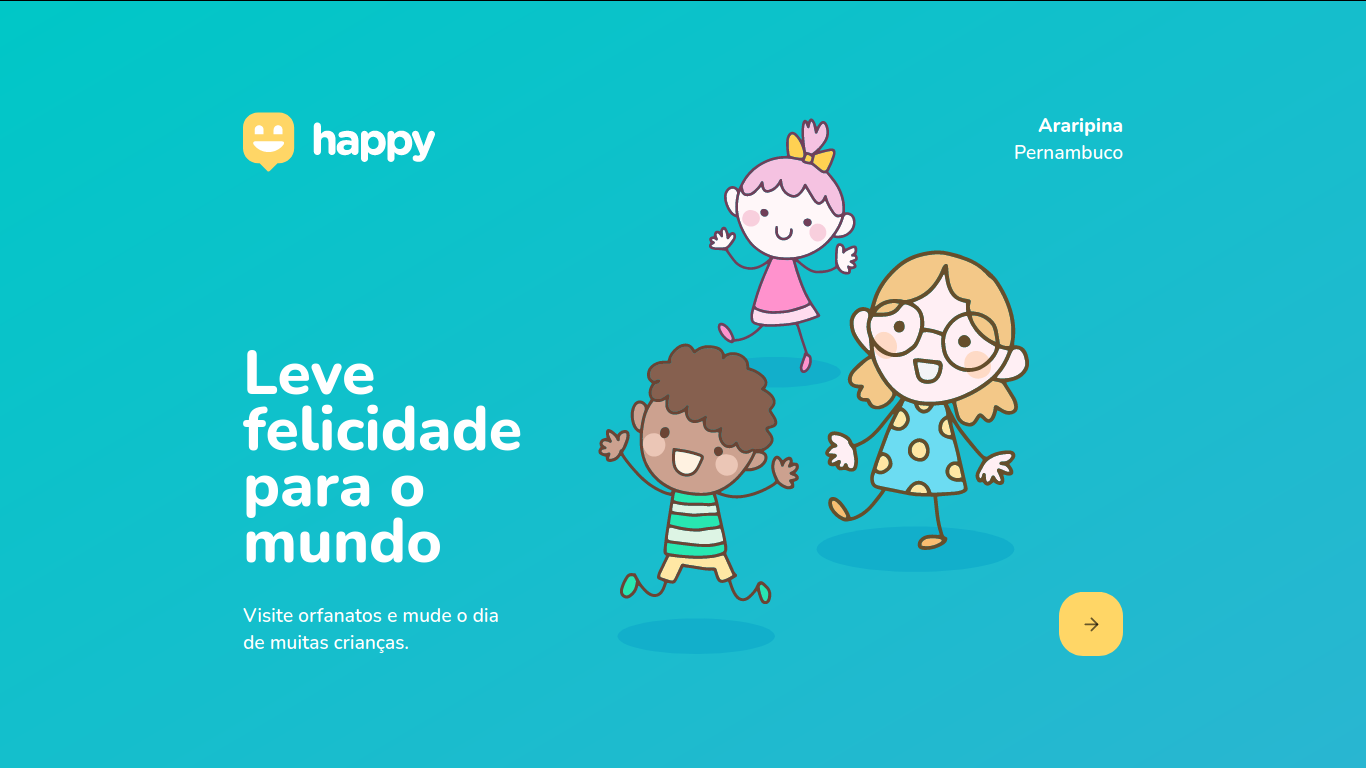 happy
Araripina
Pernambuco
Leve
felicidade
para o
mundo
Visite orfanatos e mude o dia
de muitas crianças.